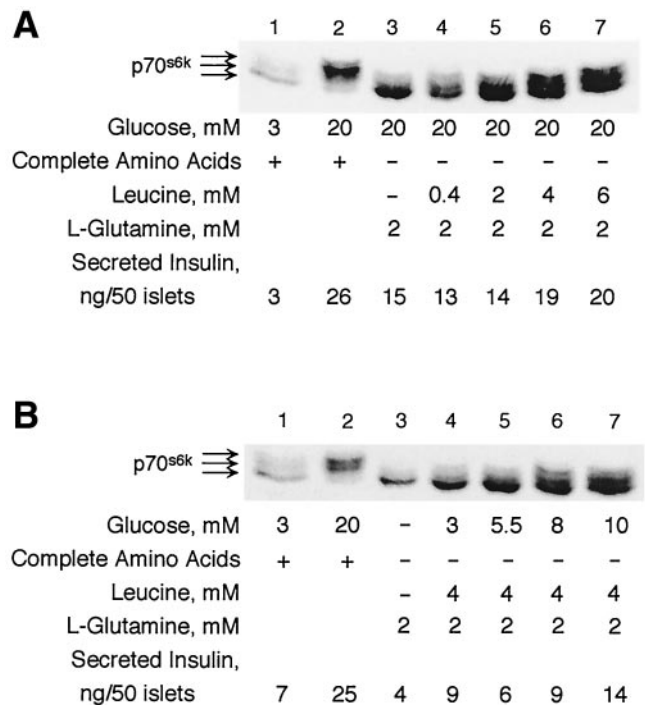 A
1 2 3 4 5 6 7
p70s6k
Glucose, mM 3 20 20 20 20 20 20
Complete Amino Acids + + – – – – –
Leucine, mM – 0.4 2 4 6
L-Glutamine, mM 2 2 2 2 2
Secreted Insulin,
ng/50 islets 3 26 15 13 14 19 20
B
1 2 3 4 5 6 7
p70s6k
Glucose, mM 3 20 – 3 5.5 8 10
Complete Amino Acids + + – – – – –
Leucine, mM – 4 4 4 4
L-Glutamine, mM 2 2 2 2 2
Secreted Insulin,
ng/50 islets 7 25 4 9 6 9 14